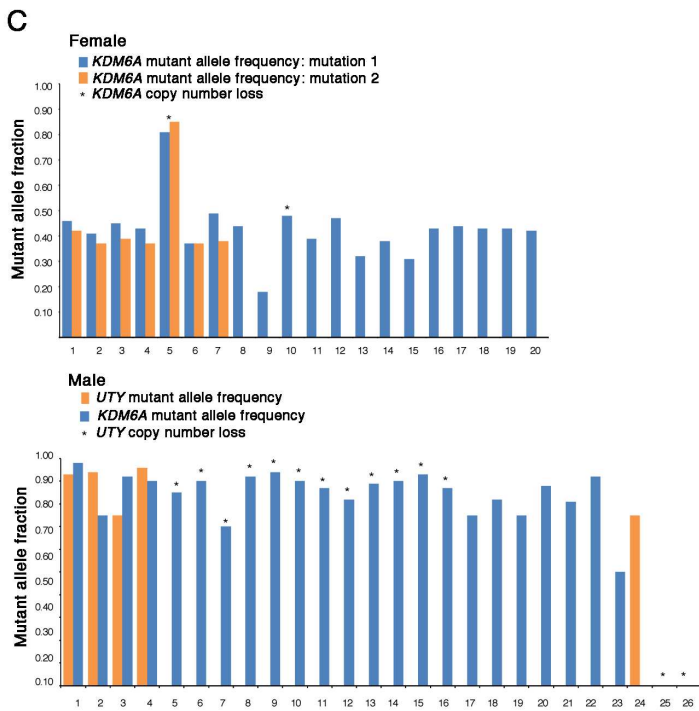 C
Female
KDM6A mutant allele frequency: mutation 1
KDM6A mutant allele frequency: mutation 2
* KDM6A copy number loss
Mutant allele fraction
1.00
0.90
0.80
0.70
0.60
0.50
0.40
0.30
0.20
0.10
*
*
1 2 3 4 5 6 7 8 9 10 11 12 13 14 15 16 17 18 19 20
Male
UTY mutant allele frequency
KDM6A mutant allele frequency
* UTY copy number loss
Mutant allele fraction
1.00
0.90
0.80
0.70
0.60
0.50
0.40
0.30
0.20
0.10
* * * * * * * * * * * * * *
1 2 3 4 5 6 7 8 9 10 11 12 13 14 15 16 17 18 19 20 21 22 23 24 25 26